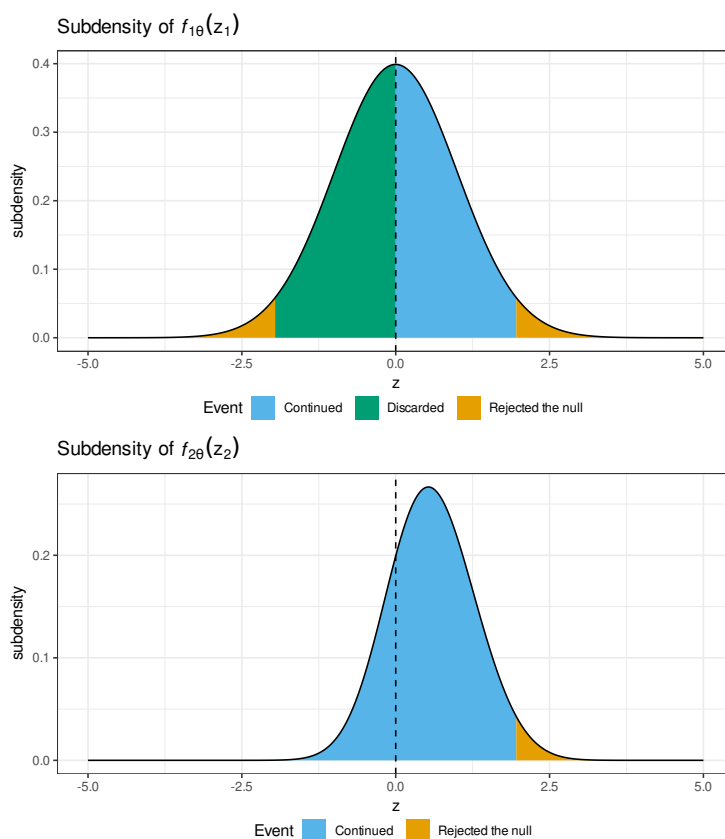 Subdensity of f₁θ(z₁)
subdensity
0.4
0.3
0.2
0.1
0.0
-5.0 -2.5 0.0 2.5 5.0
z
Event Continued Discarded Rejected the null
Subdensity of f₂θ(z₂)
subdensity
0.2
0.1
0.0
-5.0 -2.5 0.0 2.5 5.0
z
Event Continued Rejected the null